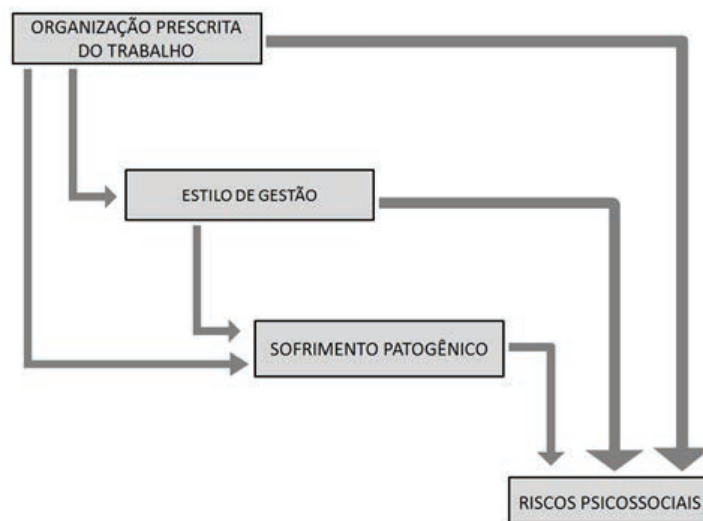 ORGANIZAÇÃO PRESCRITA
DO TRABALHO
ESTILO DE GESTÃO
SOFRIMENTO PATOGÊNICO
RISCOS PSICOSSOCIAIS